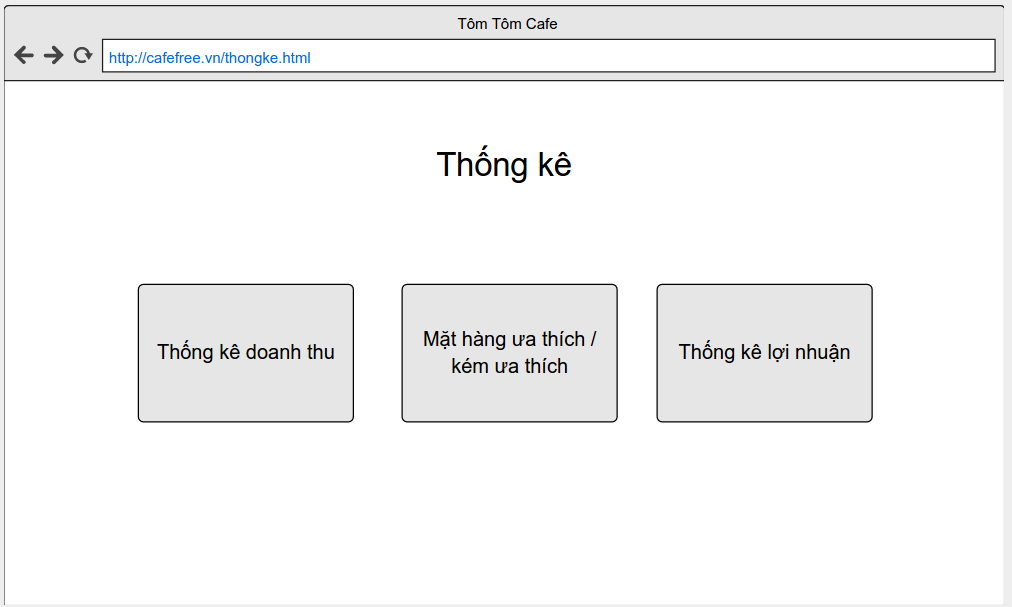 Tôm Tôm Cafe
http://cafefree.vn/thongke.html
Thống kê
Thống kê doanh thu
Mặt hàng ưa thích /
kém ưa thích
Thống kê lợi nhuận